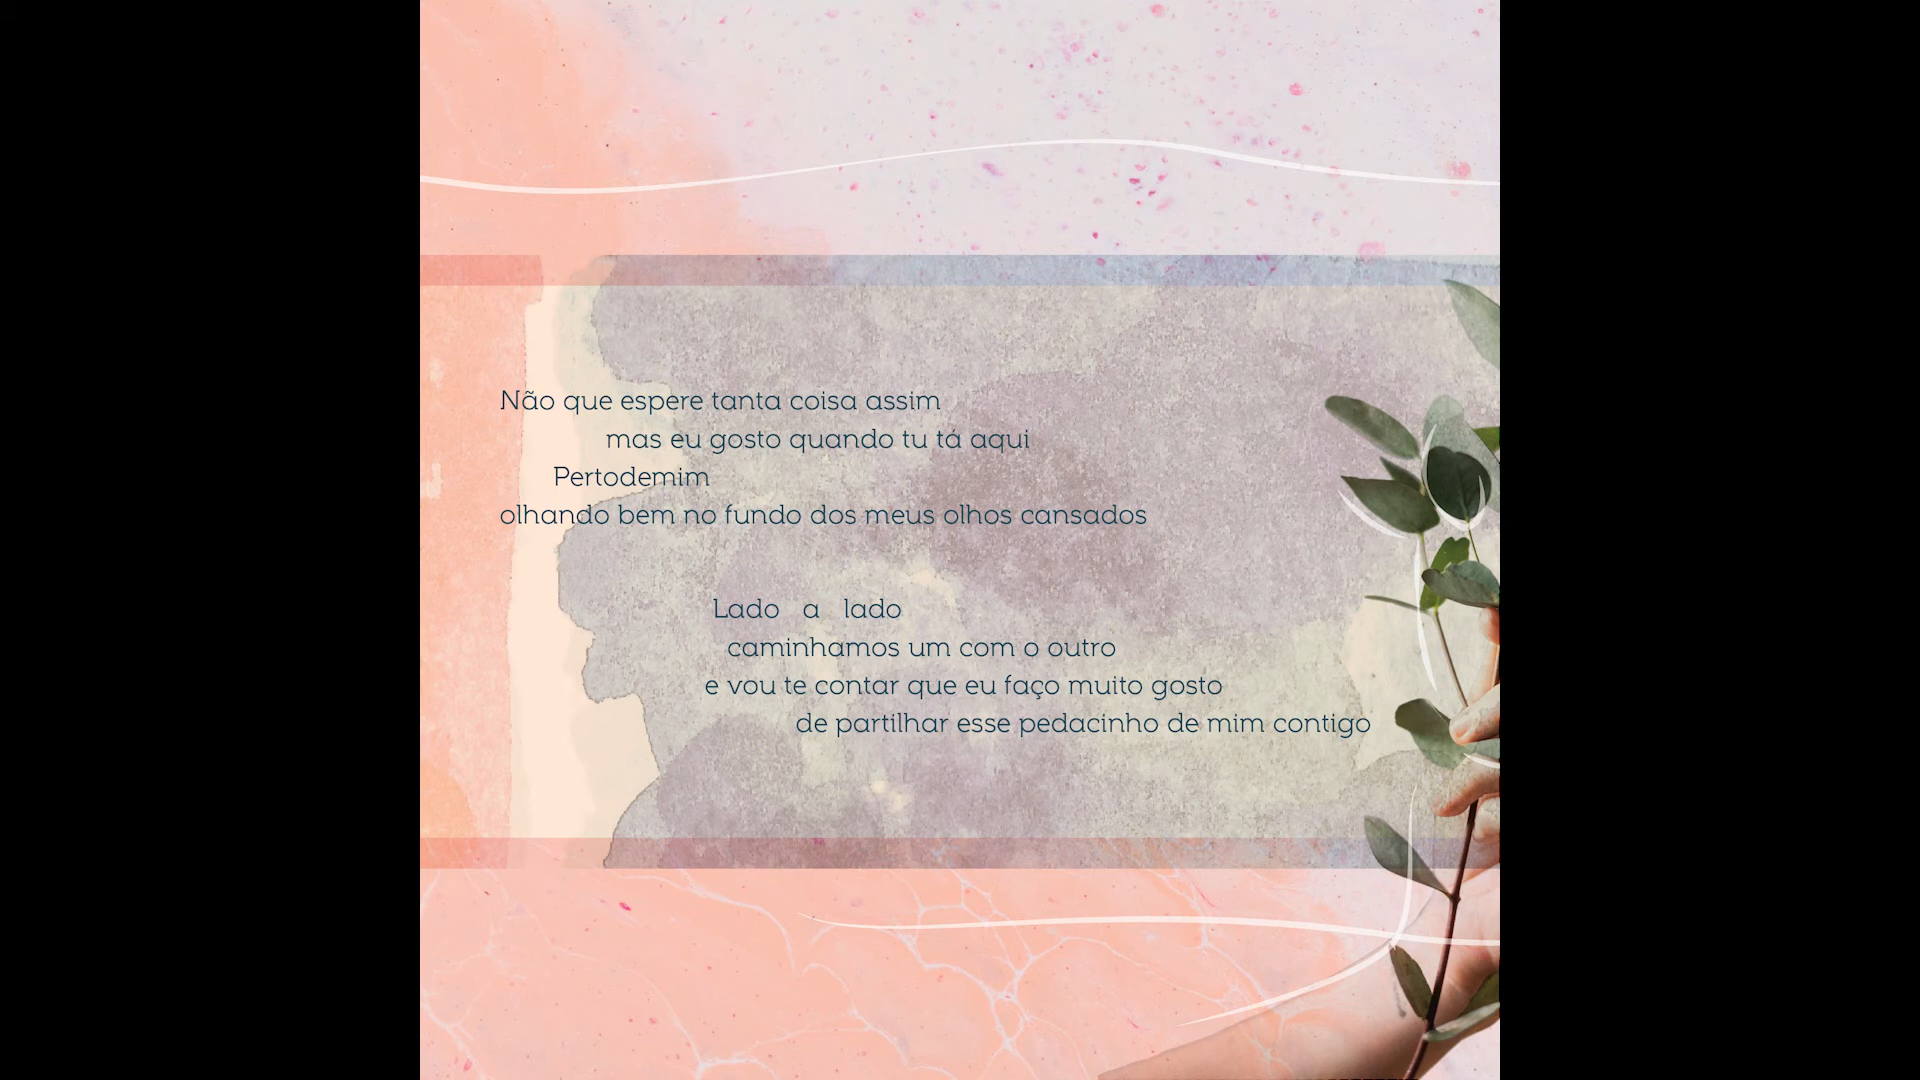 Não que espere tanta coisa assim
mas eu gosto quando tu tá aqui
Pertodemim
olhando bem no fundo dos meus olhos cansados
Lado a lado
caminhamos um com o outro
e vou te contar que eu faço muito gosto
de partilhar esse pedacinho de mim contigo